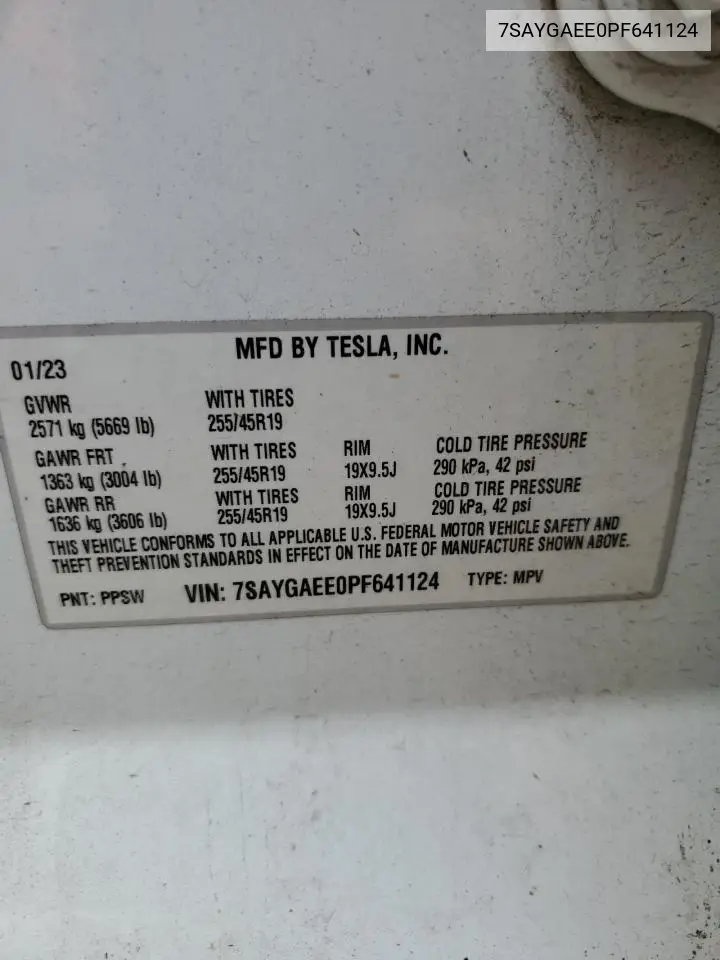 7SAYGAEE0PF641124
MFD BY TESLA, INC.
01/23
GVWR WITH TIRES
2571 kg (5669 lb) 255/45R19
GAWR FRT WITH TIRES RIM COLD TIRE PRESSURE
1363 kg (3004 lb) 255/45R19 19X9.5J 290 kPa, 42 psi
GAWR RR WITH TIRES RIM COLD TIRE PRESSURE
1636 kg (3606 lb) 255/45R19 19X9.5J 290 kPa, 42 psi
THIS VEHICLE CONFORMS TO ALL APPLICABLE U.S. FEDERAL MOTOR VEHICLE SAFETY AND
THEFT PREVENTION STANDARDS IN EFFECT ON THE DATE OF MANUFACTURE SHOWN ABOVE.
PNT: PPSW VIN: 7SAYGAEE0PF641124 TYPE: MPV